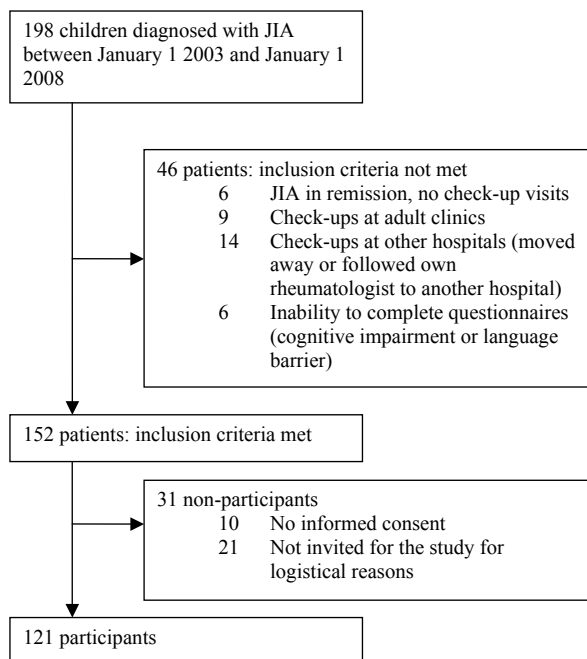 198 children diagnosed with JIA
between January 1 2003 and January 1
2008
46 patients: inclusion criteria not met
6 JIA in remission, no check-up visits
9 Check-ups at adult clinics
14 Check-ups at other hospitals (moved
away or followed own
rheumatologist to another hospital)
6 Inability to complete questionnaires
(cognitive impairment or language
barrier)
152 patients: inclusion criteria met
31 non-participants
10 No informed consent
21 Not invited for the study for
logistical reasons
121 participants